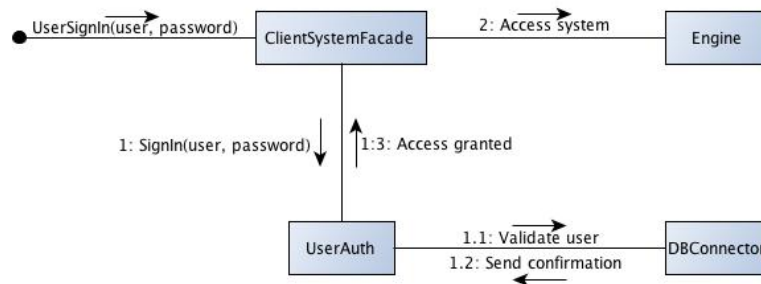 UserSignIn(user, password)
ClientSystemFacade
2: Access system
Engine
1: SignIn(user, password)
1:3: Access granted
UserAuth
1.1: Validate user
1.2: Send confirmation
DBConnector